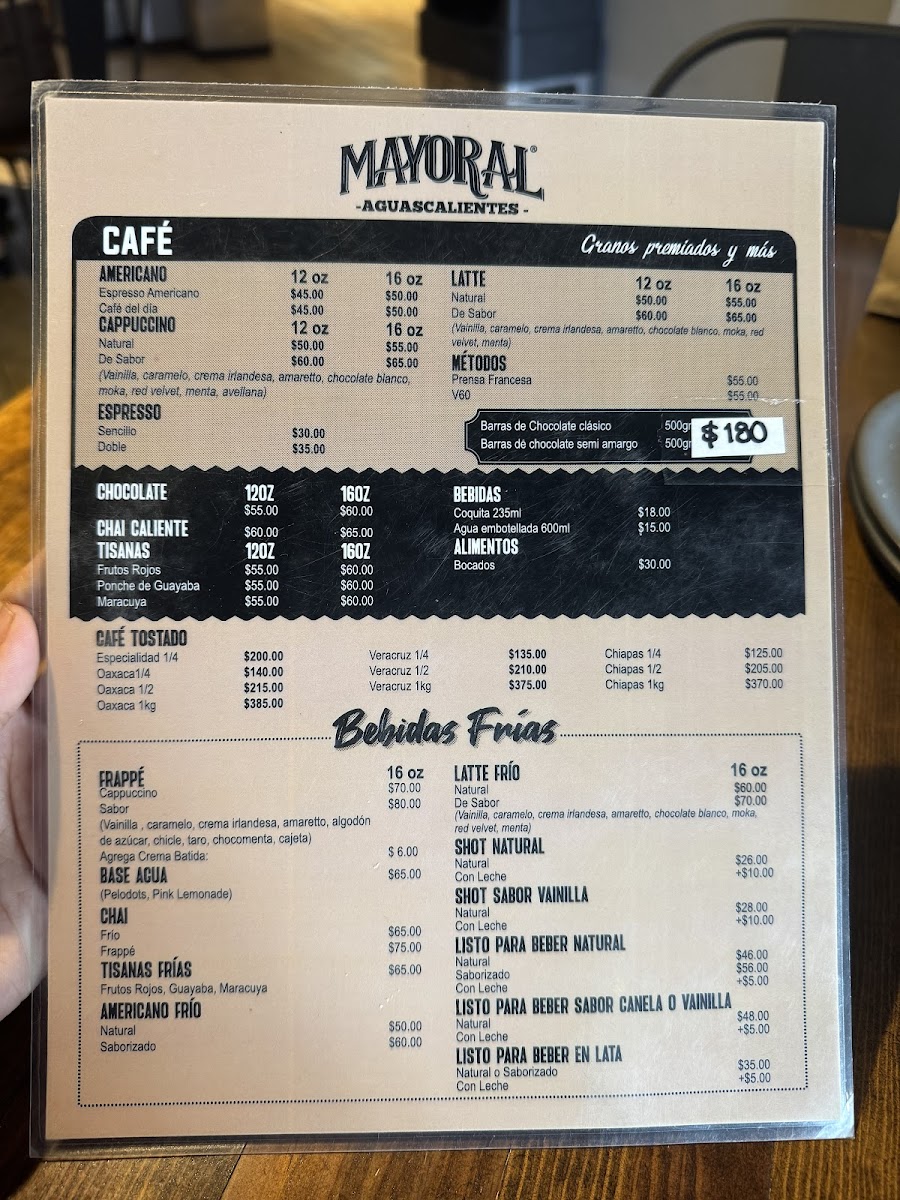 MAYORAL®
-AGUASCALIENTES-
CAFÉ
Granos premiados y más
AMERICANO 12 oz 16 oz
Espresso Americano $45.00 $50.00
Café del día $45.00 $50.00
CAPPUCCINO 12 oz 16 oz
Natural $50.00 $55.00
De Sabor $60.00 $65.00
(Vainilla, caramelo, crema irlandesa, amaretto, chocolate blanco,
moka, red velvet, menta, avellana)
ESPRESSO
Sencillo $30.00
Doble $35.00
LATTE 12 oz 16 oz
Natural $50.00 $55.00
De Sabor $60.00 $65.00
(Vainilla, caramelo, crema irlandesa, amaretto, chocolate blanco, moka, red
velvet, menta)
MÉTODOS
Prensa Francesa $55.00
V60 $55.00
Barras de Chocolate clásico 500gr
Barras de chocolate semi amargo 500gr
$180
CHOCOLATE 12OZ 16OZ
$55.00 $60.00
CHAI CALIENTE $60.00 $65.00
TISANAS 12OZ 16OZ
Frutos Rojos $55.00 $60.00
Ponche de Guayaba $55.00 $60.00
Maracuya $55.00 $60.00
BEBIDAS
Coquita 235ml $18.00
Agua embotellada 600ml $15.00
ALIMENTOS
Bocados $30.00
CAFÉ TOSTADO
Especialidad 1/4 $200.00
Oaxaca1/4 $140.00
Oaxaca 1/2 $215.00
Oaxaca 1kg $385.00
Veracruz 1/4 $135.00
Veracruz 1/2 $210.00
Veracruz 1kg $375.00
Chiapas 1/4 $125.00
Chiapas 1/2 $205.00
Chiapas 1kg $370.00
Bebidas Frías
FRAPPÉ 16 oz
Cappuccino $70.00
Sabor $80.00
(Vainilla , caramelo, crema irlandesa, amaretto, algodón
de azúcar, chicle, taro, chocomenta, cajeta)
Agrega Crema Batida: $ 6.00
BASE AGUA $65.00
(Pelodots, Pink Lemonade)
CHAI
Frio $65.00
Frappé $75.00
TISANAS FRÍAS $65.00
Frutos Rojos, Guayaba, Maracuya
AMERICANO FRÍO
Natural $50.00
Saborizado $60.00
LATTE FRÍO 16 oz
Natural $60.00
De Sabor $70.00
(Vainilla, caramelo, crema irlandesa, amaretto, chocolate blanco, moka,
red velvet, menta)
SHOT NATURAL
Natural $26.00
Con Leche +$10.00
SHOT SABOR VAINILLA
Natural $28.00
Con Leche +$10.00
LISTO PARA BEBER NATURAL
Natural $46.00
Saborizado $56.00
Con Leche +$5.00
LISTO PARA BEBER SABOR CANELA O VAINILLA
Natural $48.00
Con Leche +$5.00
LISTO PARA BEBER EN LATA
Natural o Saborizado $35.00
Con Leche +$5.00